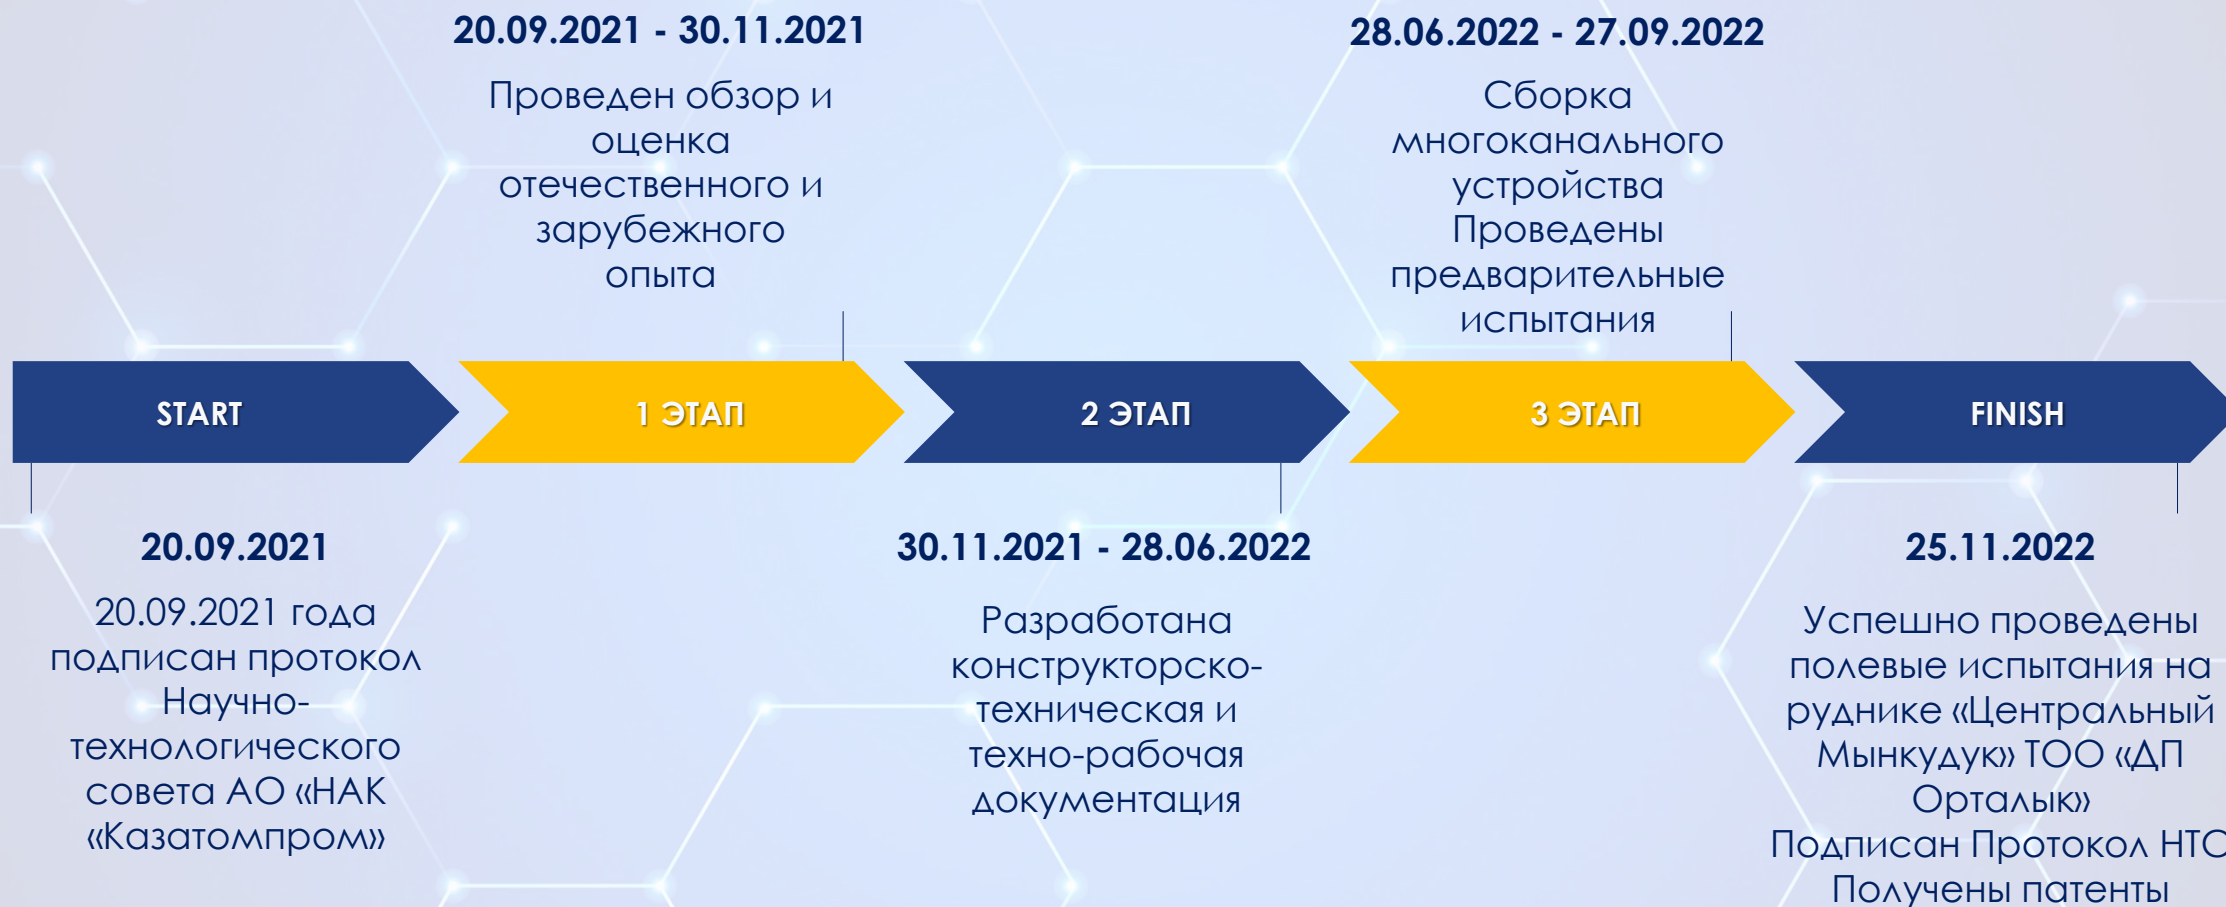 20.09.2021 - 30.11.2021
Проведен обзор и
оценка
отечественного и
зарубежного
опыта
28.06.2022 - 27.09.2022
Сборка
многоканального
устройства
Проведены
предварительные
испытания
START
1 ЭТАП
2 ЭТАП
3 ЭТАП
FINISH
20.09.2021
20.09.2021 года
подписан протокол
Научно-
технологического
совета АО «НАК
«Казатомпром»
30.11.2021 - 28.06.2022
Разработана
конструкторско-
техническая и
техно-рабочая
документация
25.11.2022
Успешно проведены
полевые испытания на
руднике «Центральный
Мынкудук» ТОО «ДП
Орталык»
Подписан Протокол НТС
Получены патенты